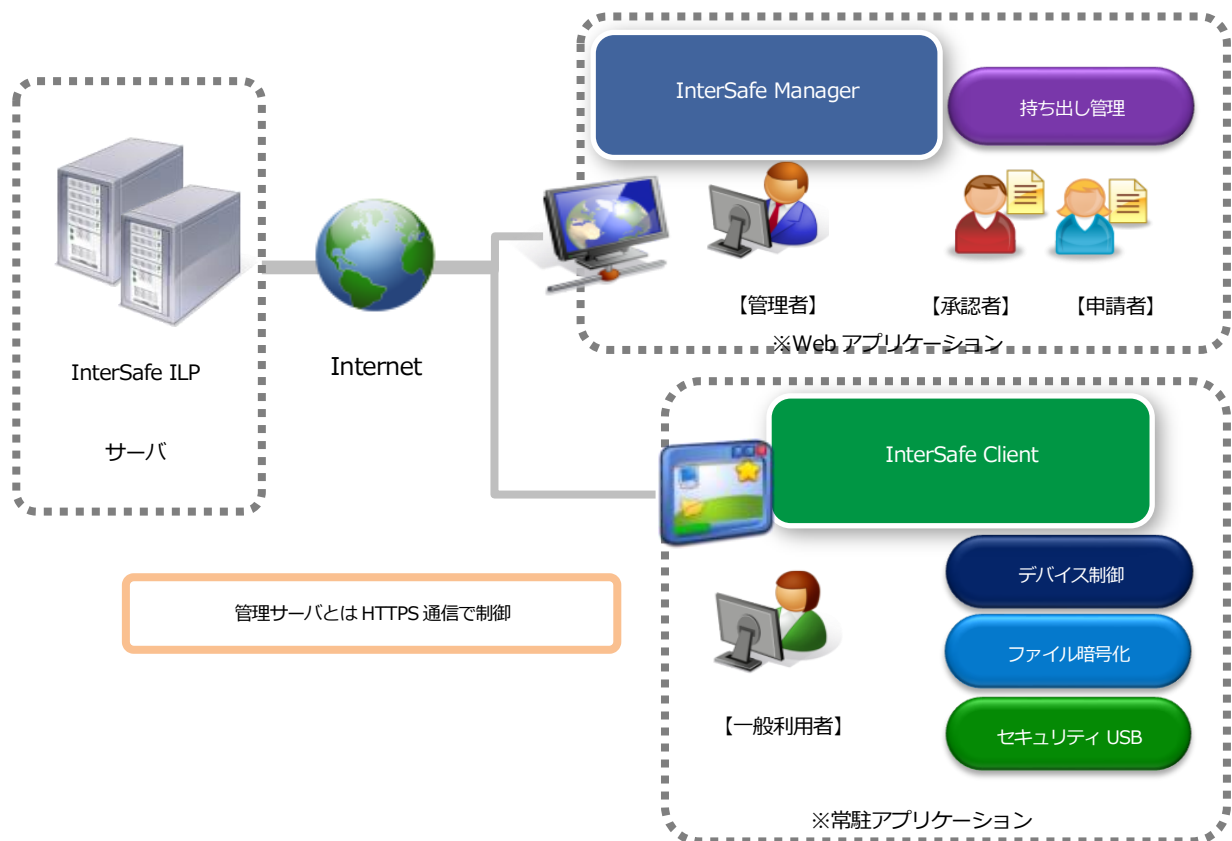 InterSafe Manager
持ち出し管理
【管理者】
【承認者】
【申請者】
※Web アプリケーション
InterSafe ILP
サーバ
Internet
InterSafe Client
デバイス制御
ファイル暗号化
セキュリティ USB
【一般利用者】
※常駐アプリケーション
管理サーバとは HTTPS 通信で制御